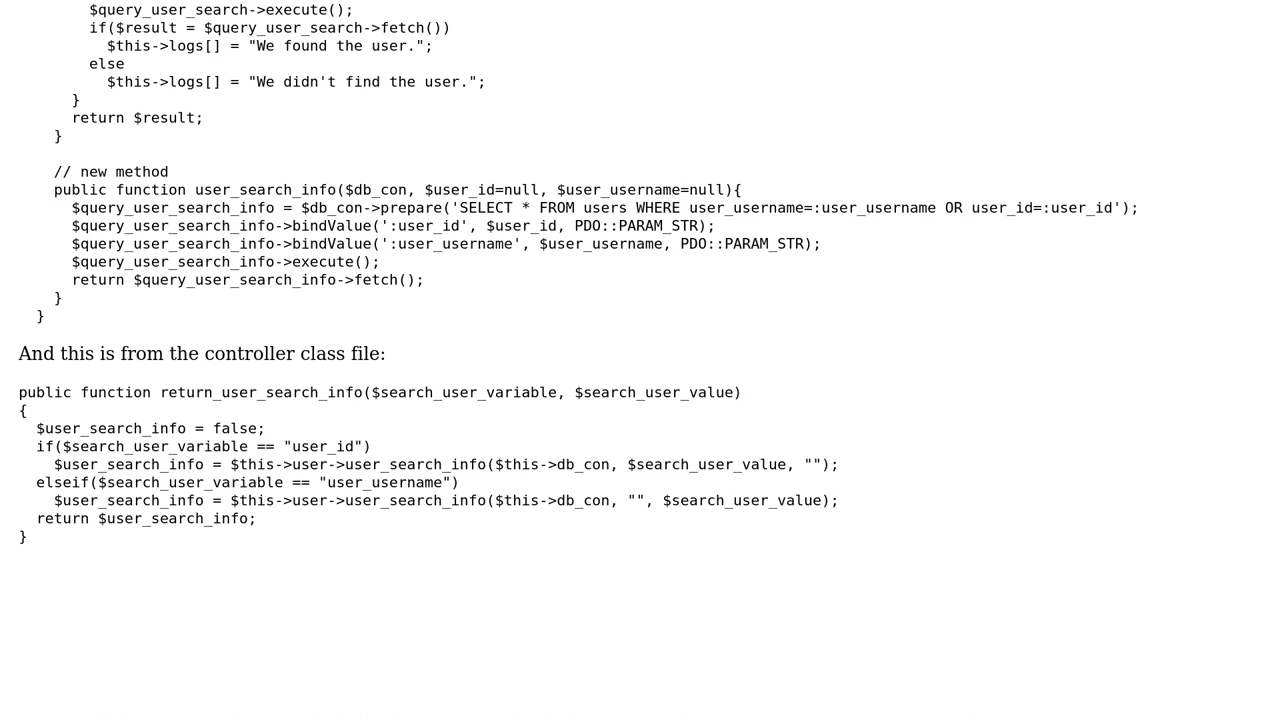 $query_user_search->execute();
        if($result = $query_user_search->fetch())
          $this->logs[] = "We found the user.";
        else
          $this->logs[] = "We didn't find the user.";
      }
      return $result;
    }

    // new method
    public function user_search_info($db_con, $user_id=null, $user_username=null){
      $query_user_search_info = $db_con->prepare('SELECT * FROM users WHERE user_username=:user_username OR user_id=:user_id');
      $query_user_search_info->bindValue(':user_id', $user_id, PDO::PARAM_STR);
      $query_user_search_info->bindValue(':user_username', $user_username, PDO::PARAM_STR);
      $query_user_search_info->execute();
      return $query_user_search_info->fetch();
    }
  }
And this is from the controller class file:
public function return_user_search_info($search_user_variable, $search_user_value)
{
  $user_search_info = false;
  if($search_user_variable == "user_id")
    $user_search_info = $this->user->user_search_info($this->db_con, $search_user_value, "");
  elseif($search_user_variable == "user_username")
    $user_search_info = $this->user->user_search_info($this->db_con, "", $search_user_value);
  return $user_search_info;
}